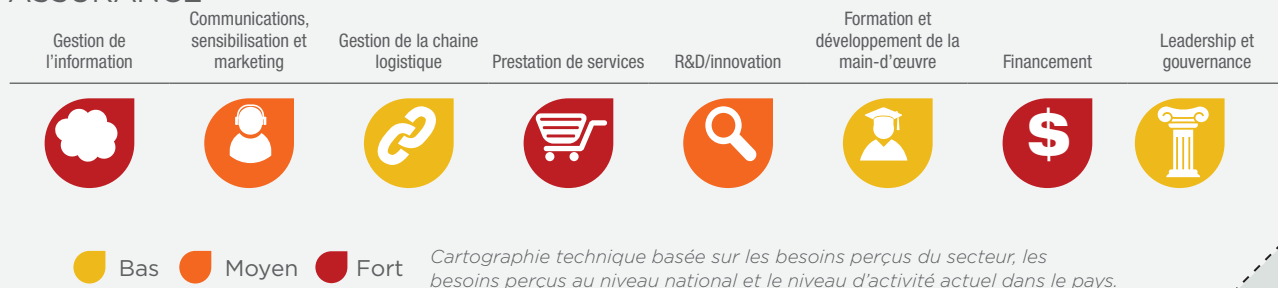 ASSURANCE
Gestion de
l'information
Communications,
sensibilisation et
marketing
Gestion de la chaine
logistique
Prestation de services
R&D/innovation
Formation et
développement de la
main-d'œuvre
Financement
Leadership et
gouvernance
$
Bas
Moyen
Fort
Cartographie technique basée sur les besoins perçus du secteur, les
besoins perçus au niveau national et le niveau d'activité actuel dans le pays.